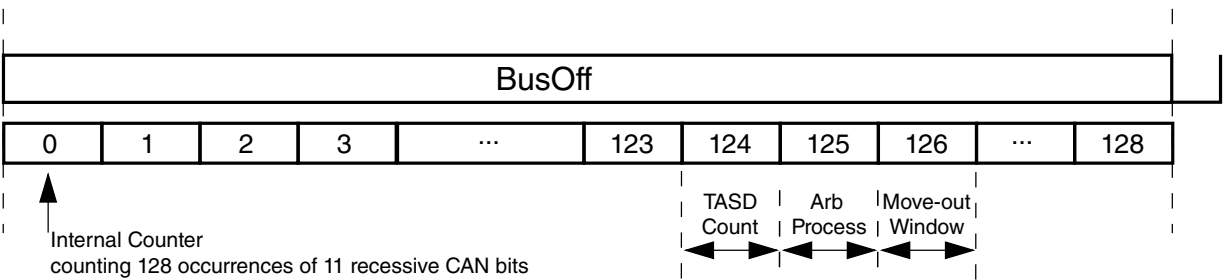 BusOff
0 1 2 3 ... 123 124 125 126 ... 128
TASD Arb Move-out
Count Process Window
Internal Counter
counting 128 occurrences of 11 recessive CAN bits